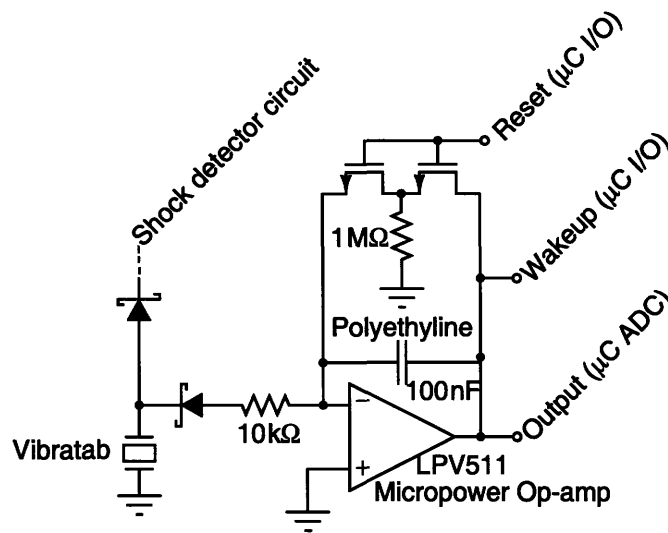 Shock detector circuit
Reset (μC I/O)
Wakeup (μC I/O)
1MΩ
Polyethyline
100nF
Output (μC ADC)
10kΩ
−
+
Vibratab
LPV511
Micropower Op-amp